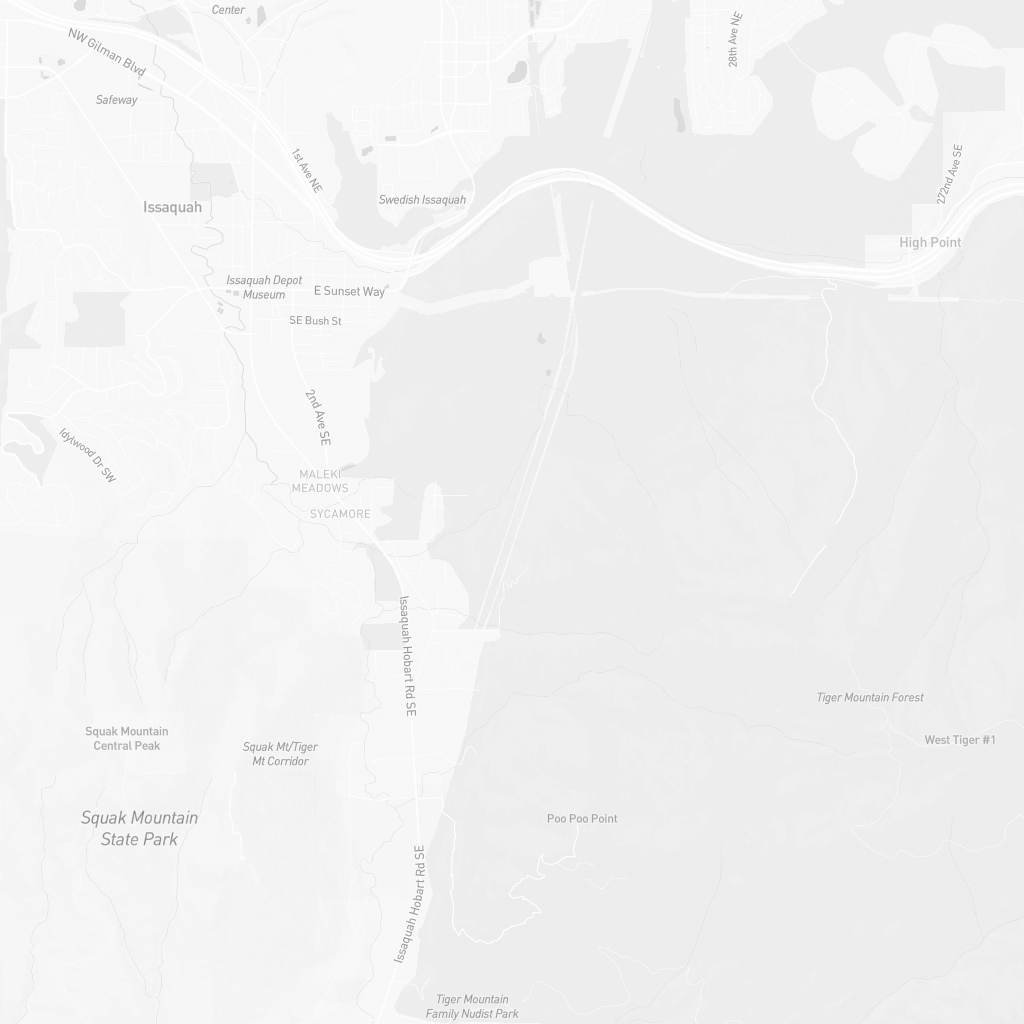 Center
NW Gilman Blvd
28th Ave NE
Safeway
1st Ave NE
272nd Ave SE
Swedish Issaquah
Issaquah
High Point
Issaquah Depot
Museum
E Sunset Way
SE Bush St
2nd Ave SE
Idylwood Dr SW
MALEKI
MEADOWS
SYCAMORE
Issaquah Hobart Rd SE
Tiger Mountain Forest
Squak Mountain
Central Peak
Squak Mt/Tiger
Mt Corridor
West Tiger #1
Squak Mountain
State Park
Poo Poo Point
Issaquah Hobart Rd SE
Tiger Mountain
Family Nudist Park